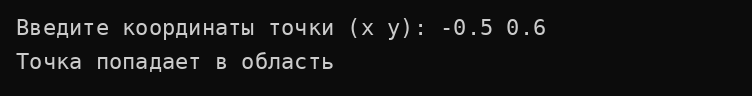 Введите координаты точки (x y): -0.5 0.6
Точка попадает в область